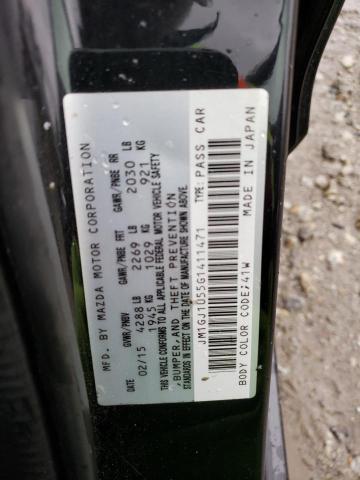 MFD. BY MAZDA MOTOR CORPORATION
GVWR/PNBV GAWR/PNBE FRT GAWR/PNBE RR
02/15 4288 LB 2269 LB 2030 LB
1945 KG 1029 KG 921 KG
THIS VEHICLE CONFORMS TO ALL APPLICABLE FEDERAL MOTOR VEHICLE SAFETY
, BUMPER, AND THEFT PREVENTION
STANDARDS IN EFFECT ON THE DATE OF MANUFACTURE SHOWN ABOVE.
JM1GJ1U55G1411471 TYPE: PASS CAR
BODY COLOR CODE; 41W MADE IN JAPAN